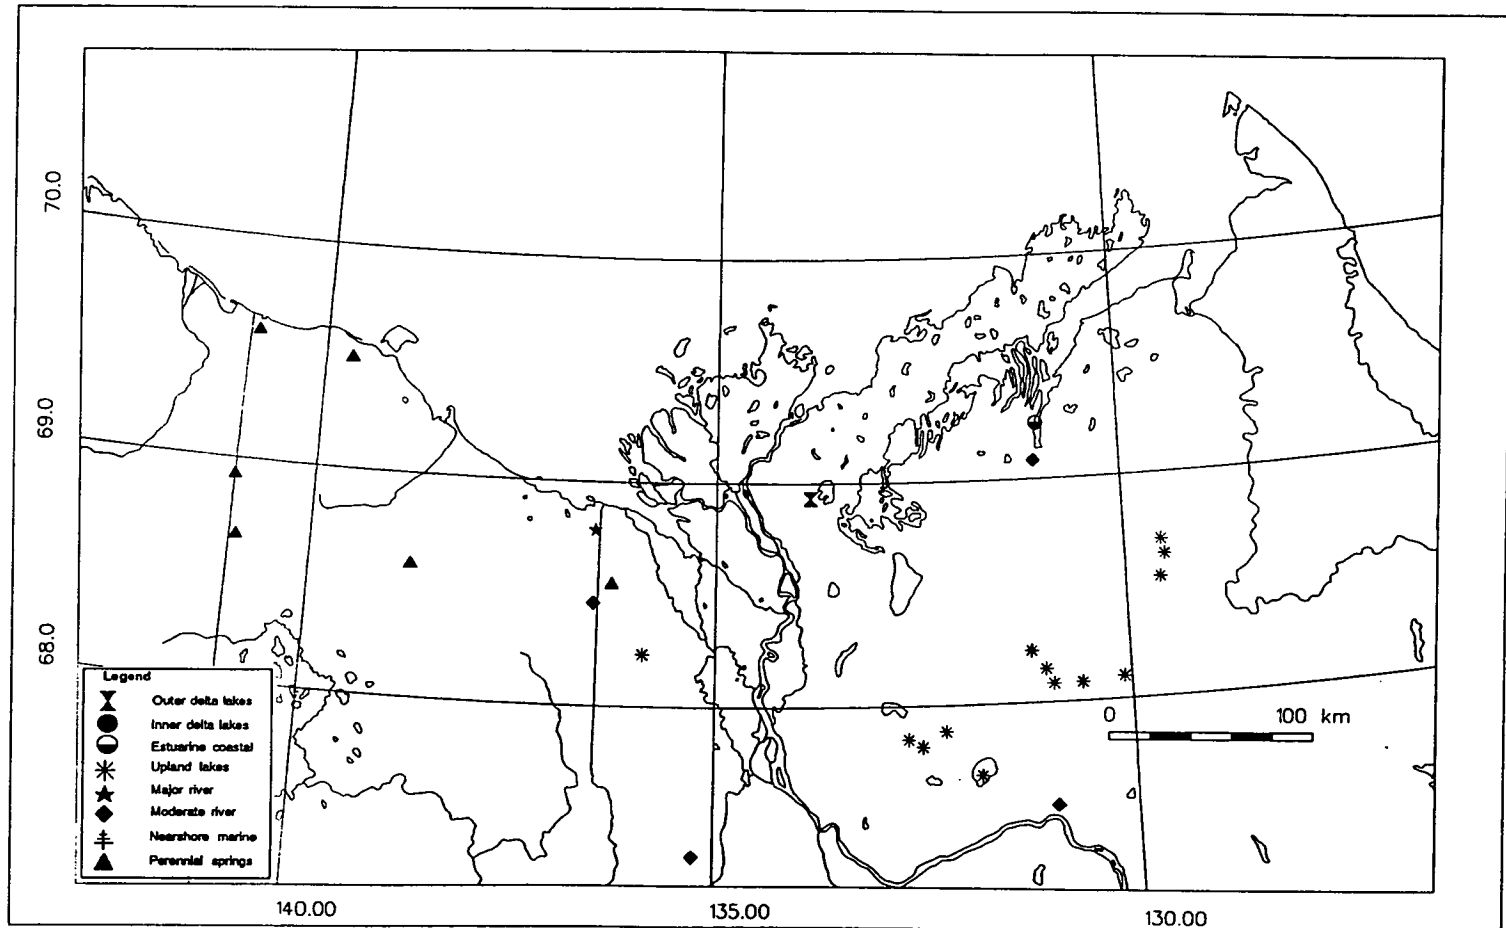 70.0
69.0
68.0
Legend
Outer delta lakes
Inner delta lakes
Estuarine coastal
Upland lakes
Major river
Moderate river
Nearshore marine
Perennial springs
0 100 km
140.00 135.00 130.00